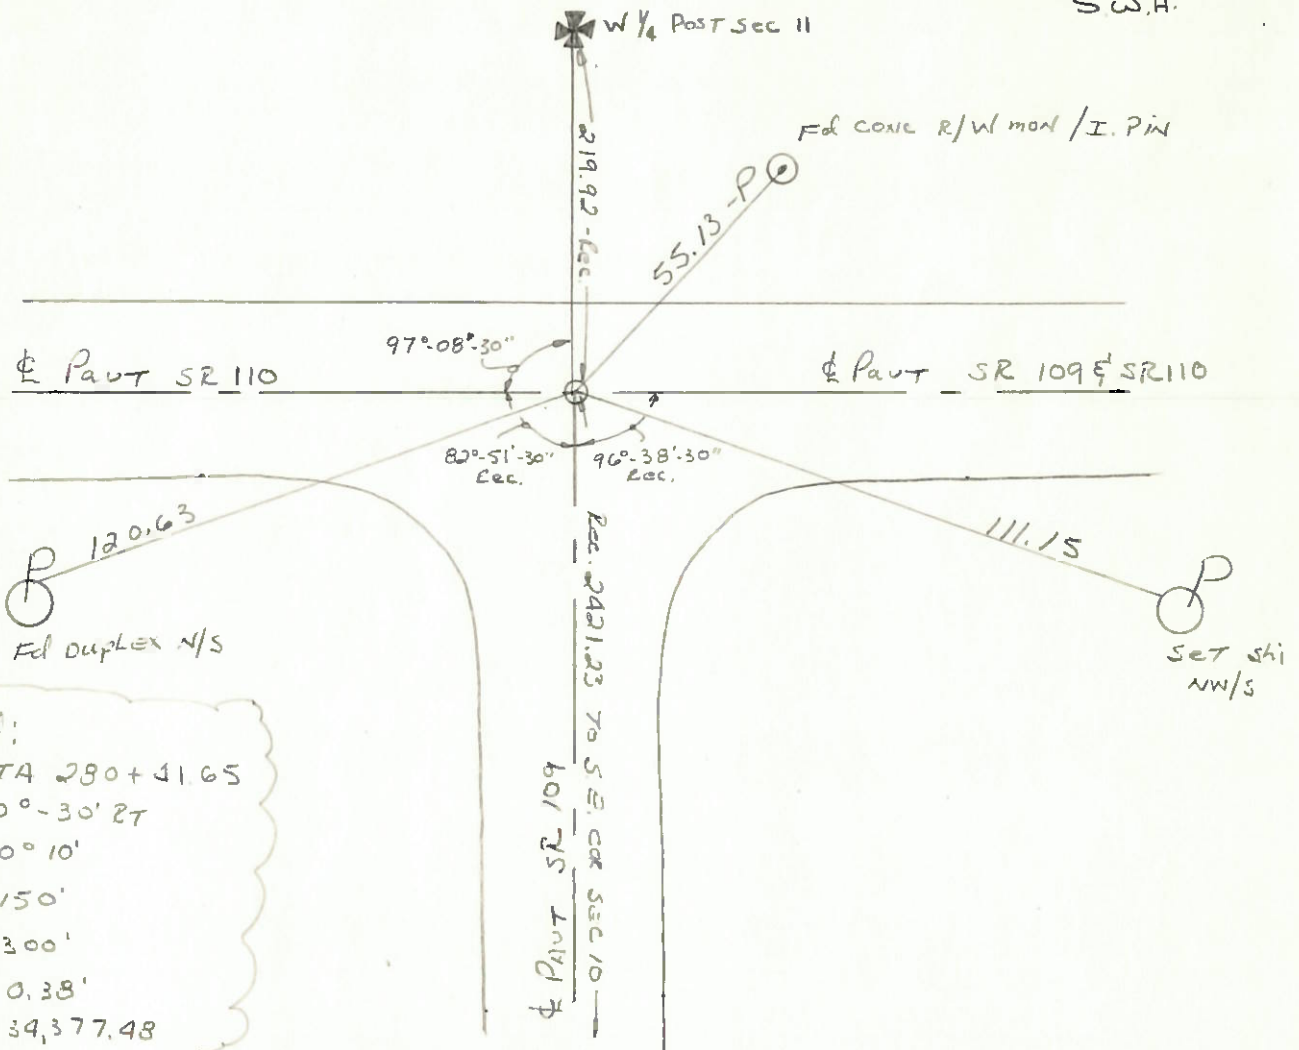 S.W.H.
W 1/4 POST SEC 11
Fd CONC R/W MON / I. PIN
219.92 - Rec.
55.13 - P
97°-08'-30"
℄ PAVT SR 110
℄ PAVT SR 109 & SR 110
82°-51'-30"
Rec.
96°-38'-30"
Rec.
120.63
111.15
Fd DUPLEX N/S
SET Shi
NW/S
Rec. 2421.23 TO S.E. COR SEC 10
℄ PAVT SR 109
TA 280+11.65
0°-30' RT
0°10'
150'
300'
0.38'
34,377.48